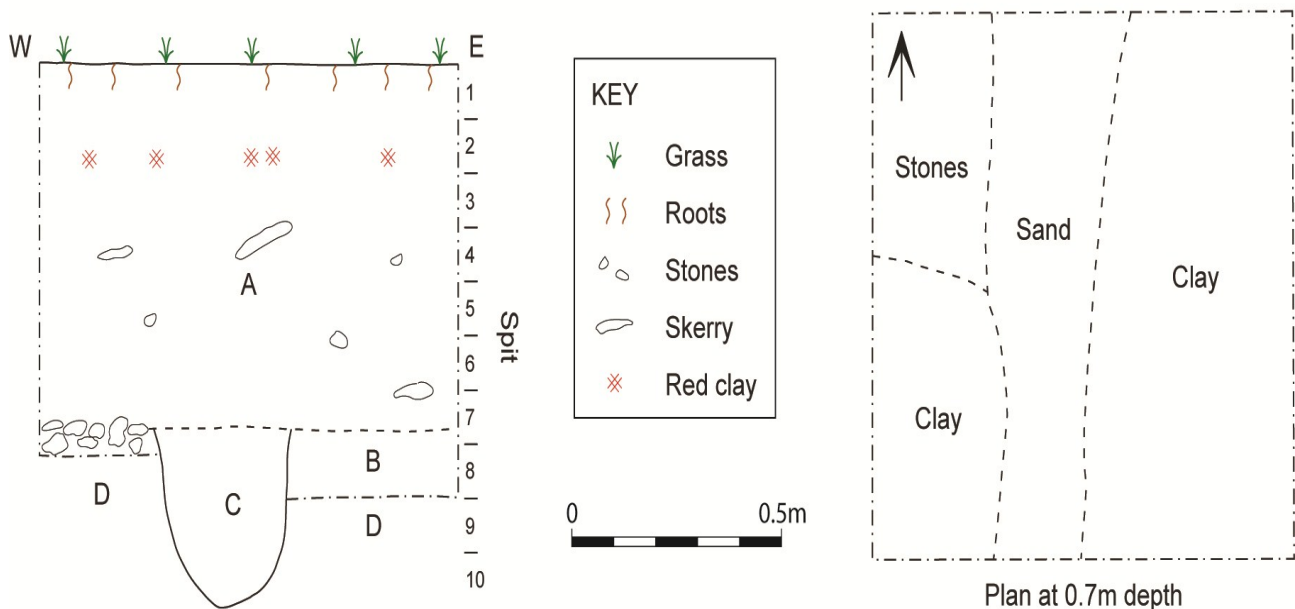 W
E
1
2
3
4
5
6
7
8
9
10
Spit
A
B
C
D
D
KEY
Grass
Roots
Stones
Skerry
Red clay
0
0.5m
Stones
Sand
Clay
Clay
Plan at 0.7m depth